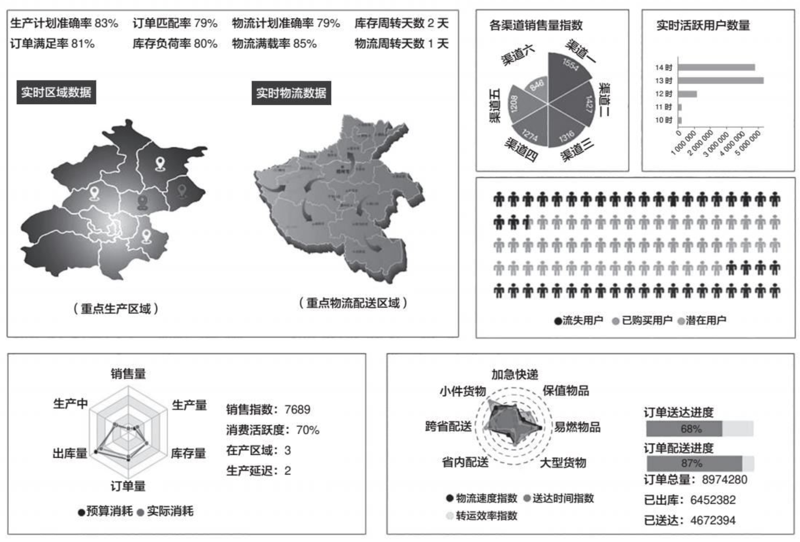 生产计划准确率 83% 订单匹配率 79% 物流计划准确率 79% 库存周转天数 2 天
订单满足率 81% 库存负荷率 80% 物流满载率 85% 物流周转天数 1 天
实时区域数据
实时物流数据
(重点生产区域)
(重点物流配送区域)
各渠道销售量指数
渠道一
1554
渠道二
1427
渠道三
1316
渠道四
1274
渠道五
1208
渠道六
846
实时活跃用户数量
14 时
13 时
12 时
11 时
10 时
0
1 000 000
2 000 000
3 000 000
4 000 000
5 000 000
●流失用户 ●已购买用户 ●潜在用户
销售量
生产量
库存量
订单量
出库量
生产中
●预算消耗 ●实际消耗
销售指数：7689
消费活跃度：70%
在产区域：3
生产延迟：2
加急快递
保值物品
易燃物品
大型货物
省内配送
跨省配送
小件货物
●物流速度指数 ●送达时间指数
转运效率指数
订单送达进度
68%
订单配送进度
87%
订单总量：8974280
已出库：6452382
已送达：4672394